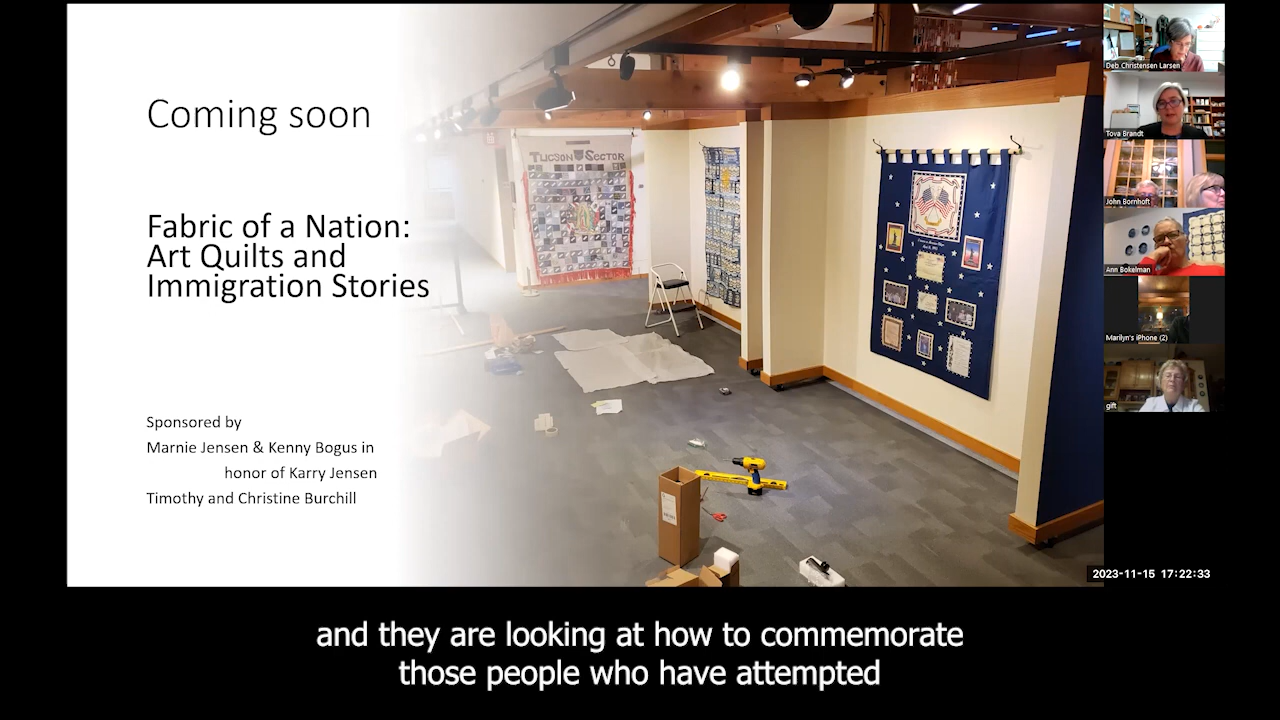 Coming soon
Fabric of a Nation:
Art Quilts and
Immigration Stories
Sponsored by
Marnie Jensen & Kenny Bogus in
honor of Karry Jensen
Timothy and Christine Burchill
TUCSON SECTOR
Deb Christensen Larsen
Tova Brandt
John Bornhoft
Ann Bokelman
Marilyn's iPhone (2)
gift
2023-11-15 17:22:33
and they are looking at how to commemorate
those people who have attempted